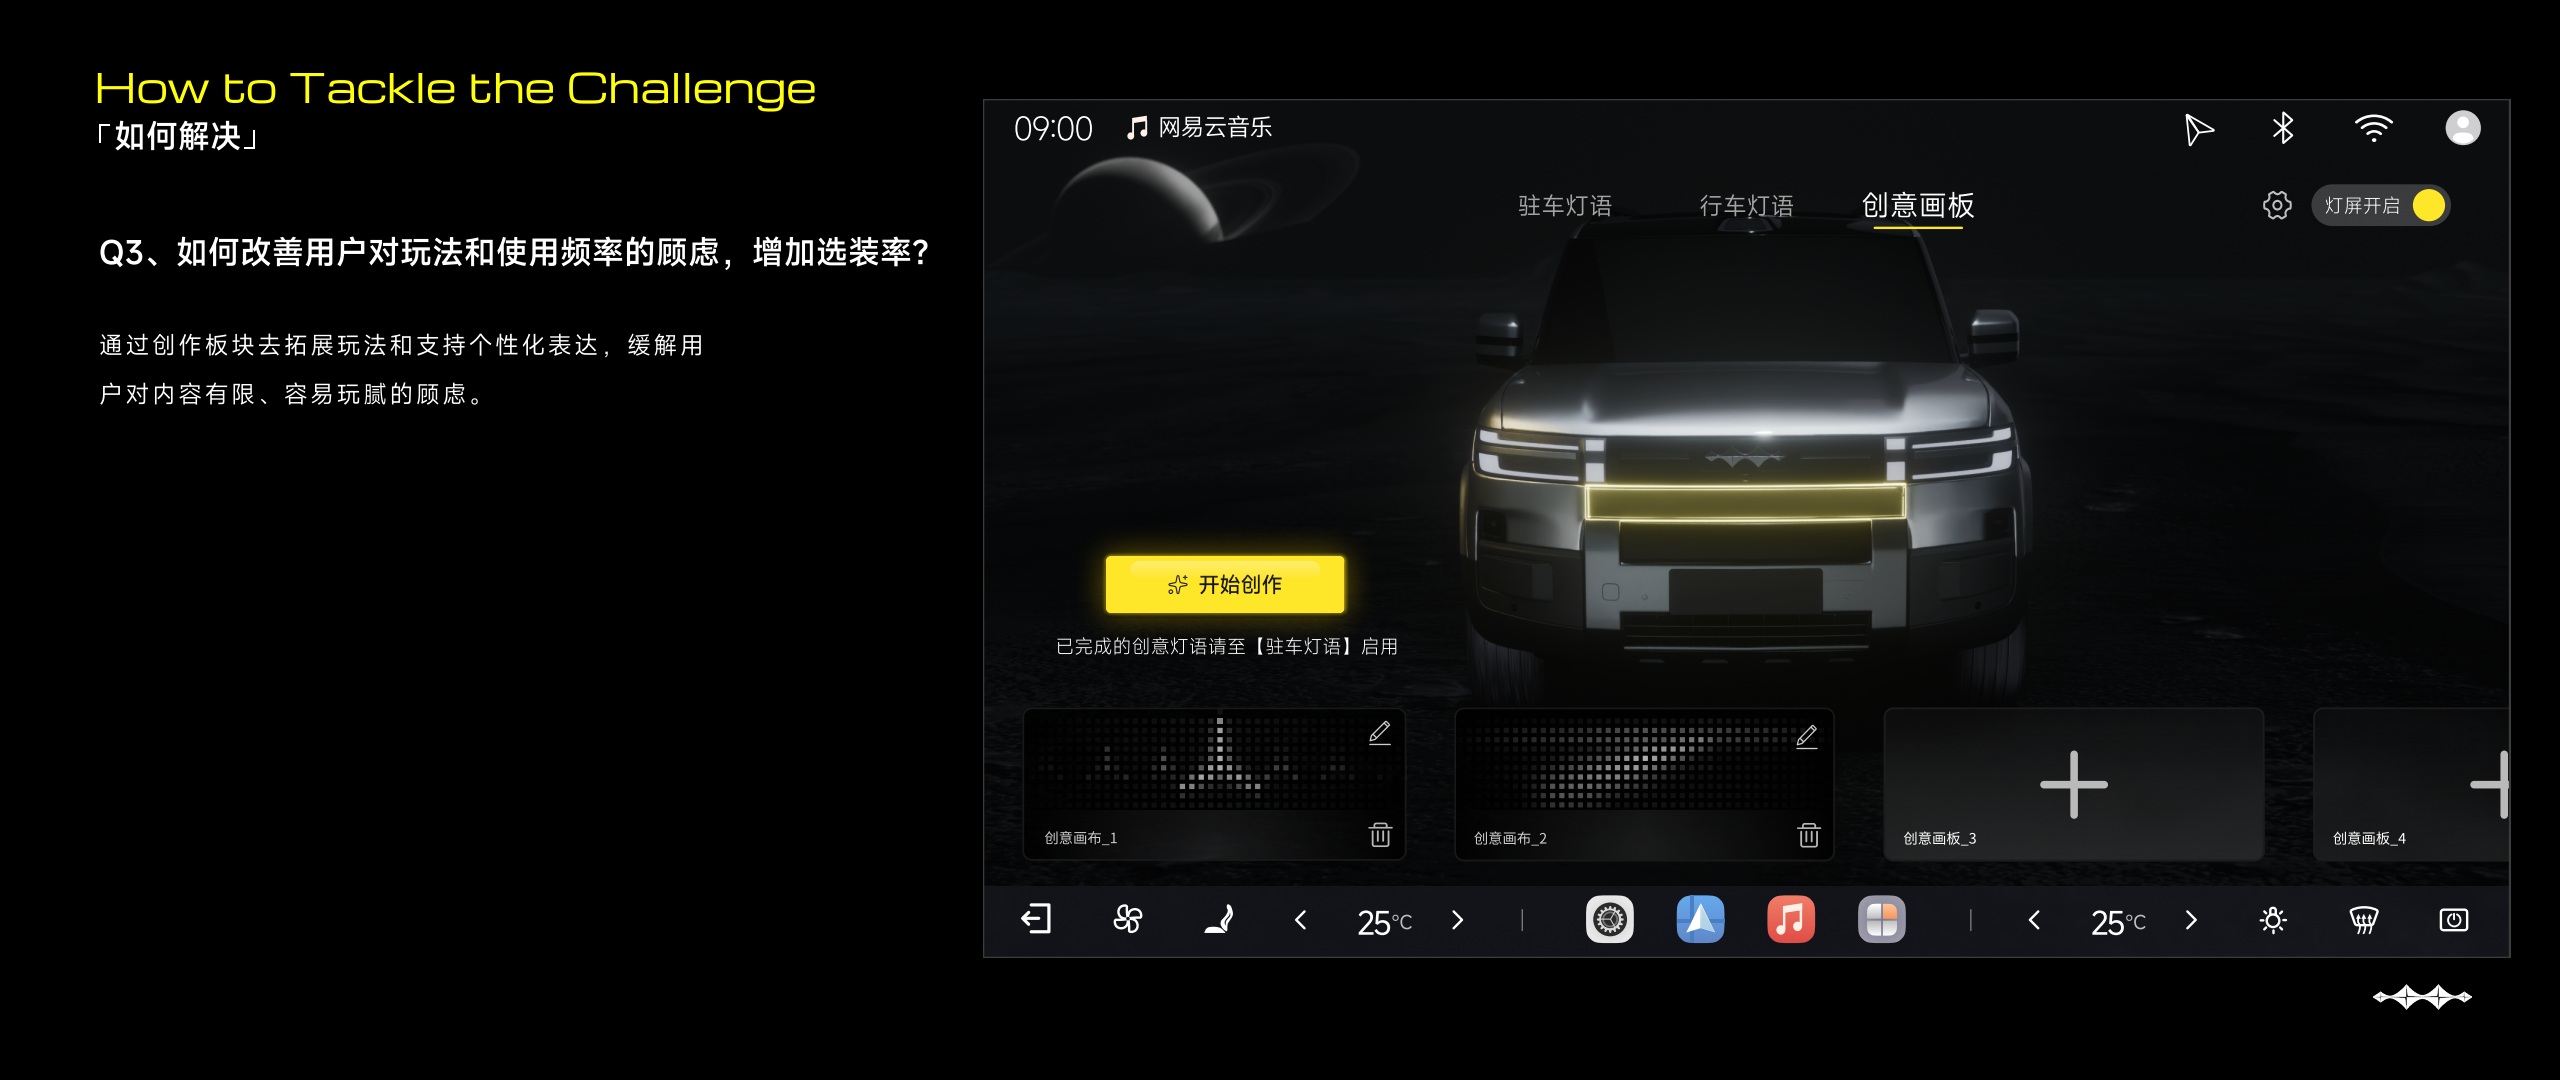 How to Tackle the Challenge
「如何解决」
Q3、如何改善用户对玩法和使用频率的顾虑，增加选装率?
通过创作板块去拓展玩法和支持个性化表达，缓解用
户对内容有限、容易玩腻的顾虑。
09:00 网易云音乐
驻车灯语 行车灯语 创意画板 灯屏开启
开始创作
已完成的创意灯语请至【驻车灯语】启用
创意画布_1 创意画布_2 创意画板_3 创意画板_4
25°C 25°C